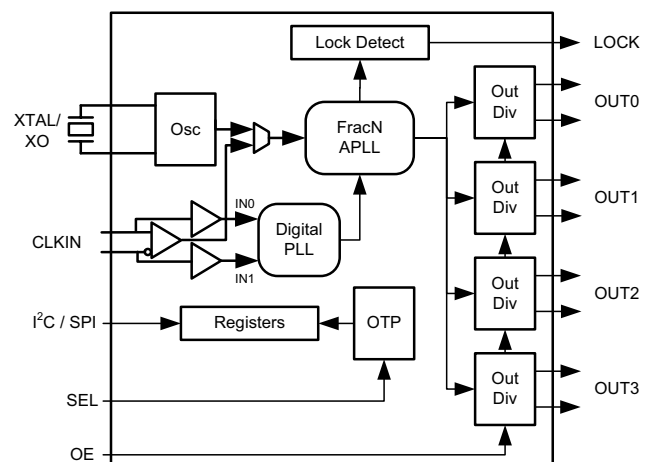 Lock Detect
LOCK
XTAL/
XO
Osc
FracN
APLL
Out
Div
OUT0
CLKIN
IN0
IN1
Digital
PLL
Out
Div
OUT1
Out
Div
OUT2
I²C / SPI
Registers
OTP
Out
Div
OUT3
SEL
OE